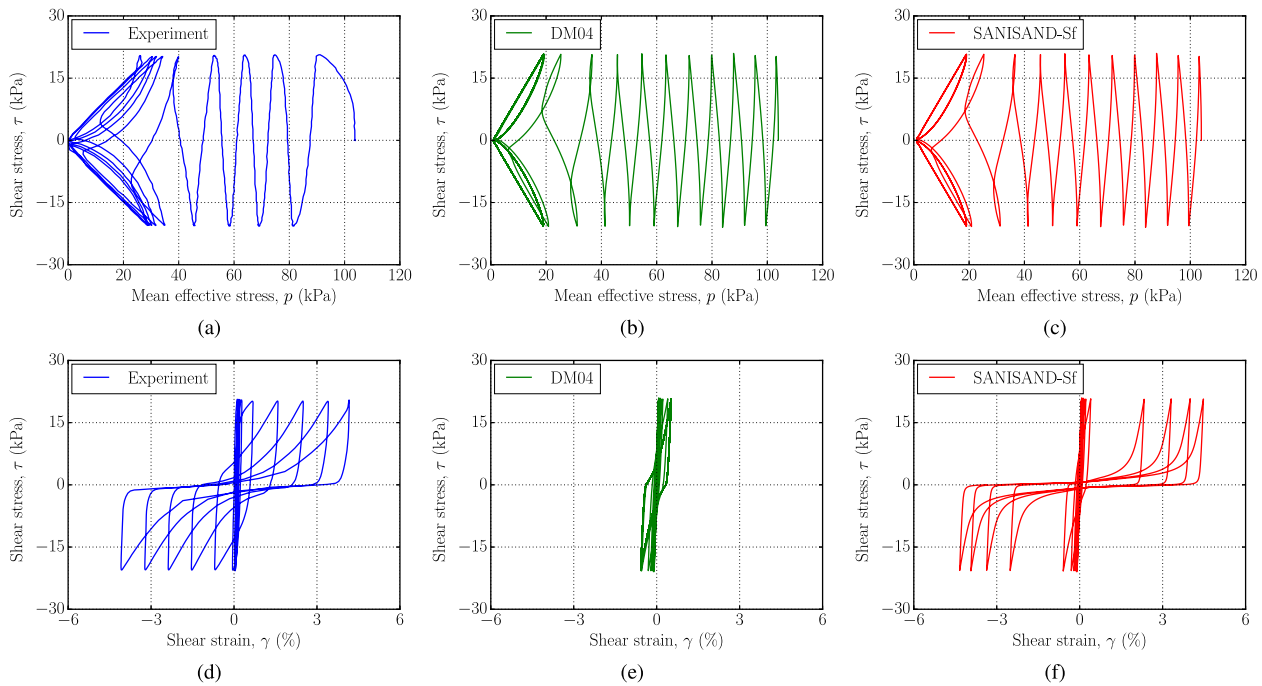 Experiment
30
15
0
−15
−30
Shear stress, τ (kPa)
0 20 40 60 80 100 120
Mean effective stress, p (kPa)
(a)
DM04
30
15
0
−15
−30
Shear stress, τ (kPa)
0 20 40 60 80 100 120
Mean effective stress, p (kPa)
(b)
SANISAND-Sf
30
15
0
−15
−30
Shear stress, τ (kPa)
0 20 40 60 80 100 120
Mean effective stress, p (kPa)
(c)
Experiment
30
15
0
−15
−30
Shear stress, τ (kPa)
−6 −3 0 3 6
Shear strain, γ (%)
(d)
DM04
30
15
0
−15
−30
Shear stress, τ (kPa)
−6 −3 0 3 6
Shear strain, γ (%)
(e)
SANISAND-Sf
30
15
0
−15
−30
Shear stress, τ (kPa)
−6 −3 0 3 6
Shear strain, γ (%)
(f)